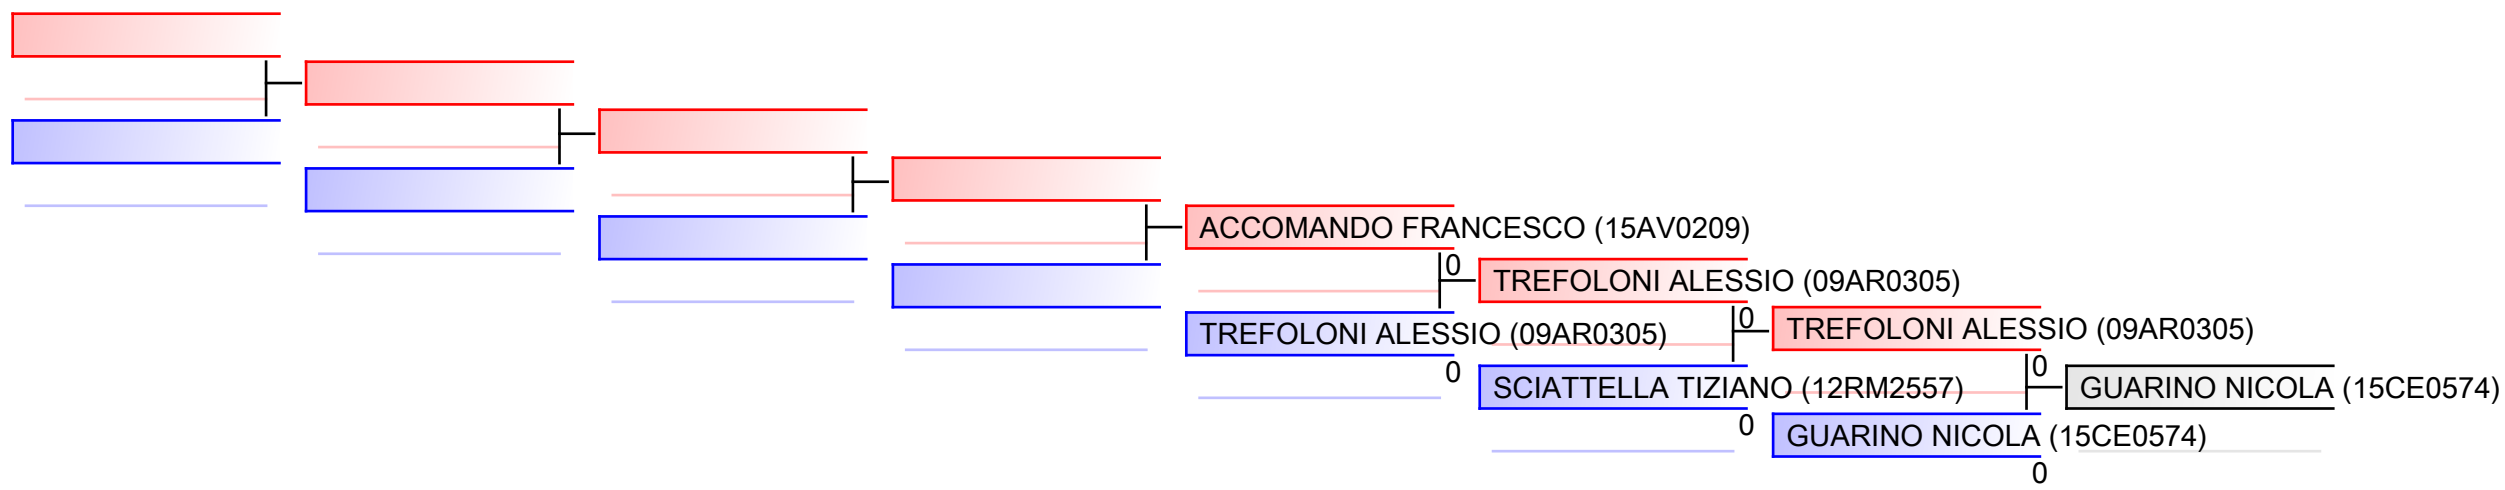 ACCOMANDO FRANCESCO (15AV0209)
0
TREFOLONI ALESSIO (09AR0305)
0
TREFOLONI ALESSIO (09AR0305)
0
SCIATTELLA TIZIANO (12RM2557)
0
TREFOLONI ALESSIO (09AR0305)
0
GUARINO NICOLA (15CE0574)
0
GUARINO NICOLA (15CE0574)